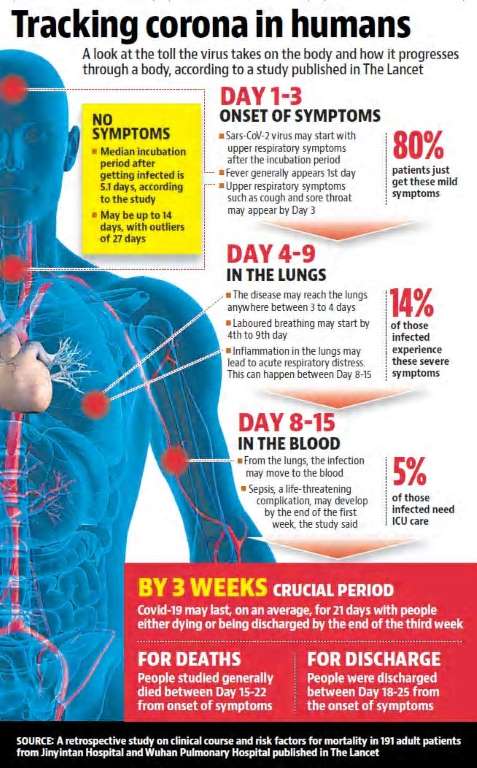 Tracking corona in humans
A look at the toll the virus takes on the body and how it progresses
through a body, according to a study published in The Lancet
NO
SYMPTOMS
Median incubation
period after
getting infected is
5.1 days, according
to the study
May be up to 14
days, with outliers
of 27 days
DAY 1-3
ONSET OF SYMPTOMS
Sars-CoV-2 virus may start with
upper respiratory symptoms
after the incubation period
Fever generally appears 1st day
Upper respiratory symptoms
such as cough and sore throat
may appear by Day 3
80%
patients just
get these mild
symptoms
DAY 4-9
IN THE LUNGS
The disease may reach the lungs
anywhere between 3 to 4 days
Laboured breathing may start by
4th to 9th day
Inflammation in the lungs may
lead to acute respiratory distress.
This can happen between Day 8-15
14%
of those
infected
experience
these severe
symptoms
DAY 8-15
IN THE BLOOD
From the lungs, the infection
may move to the blood
Sepsis, a life-threatening
complication, may develop
by the end of the first
week, the study said
5%
of those
infected need
ICU care
BY 3 WEEKS CRUCIAL PERIOD
Covid-19 may last, on an average, for 21 days with people
either dying or being discharged by the end of the third week
FOR DEATHS
People studied generally
died between Day 15-22
from onset of symptoms
FOR DISCHARGE
People were discharged
between Day 18-25 from
the onset of symptoms
SOURCE: A retrospective study on clinical course and risk factors for mortality in 191 adult patients
from Jinyintan Hospital and Wuhan Pulmonary Hospital published in The Lancet